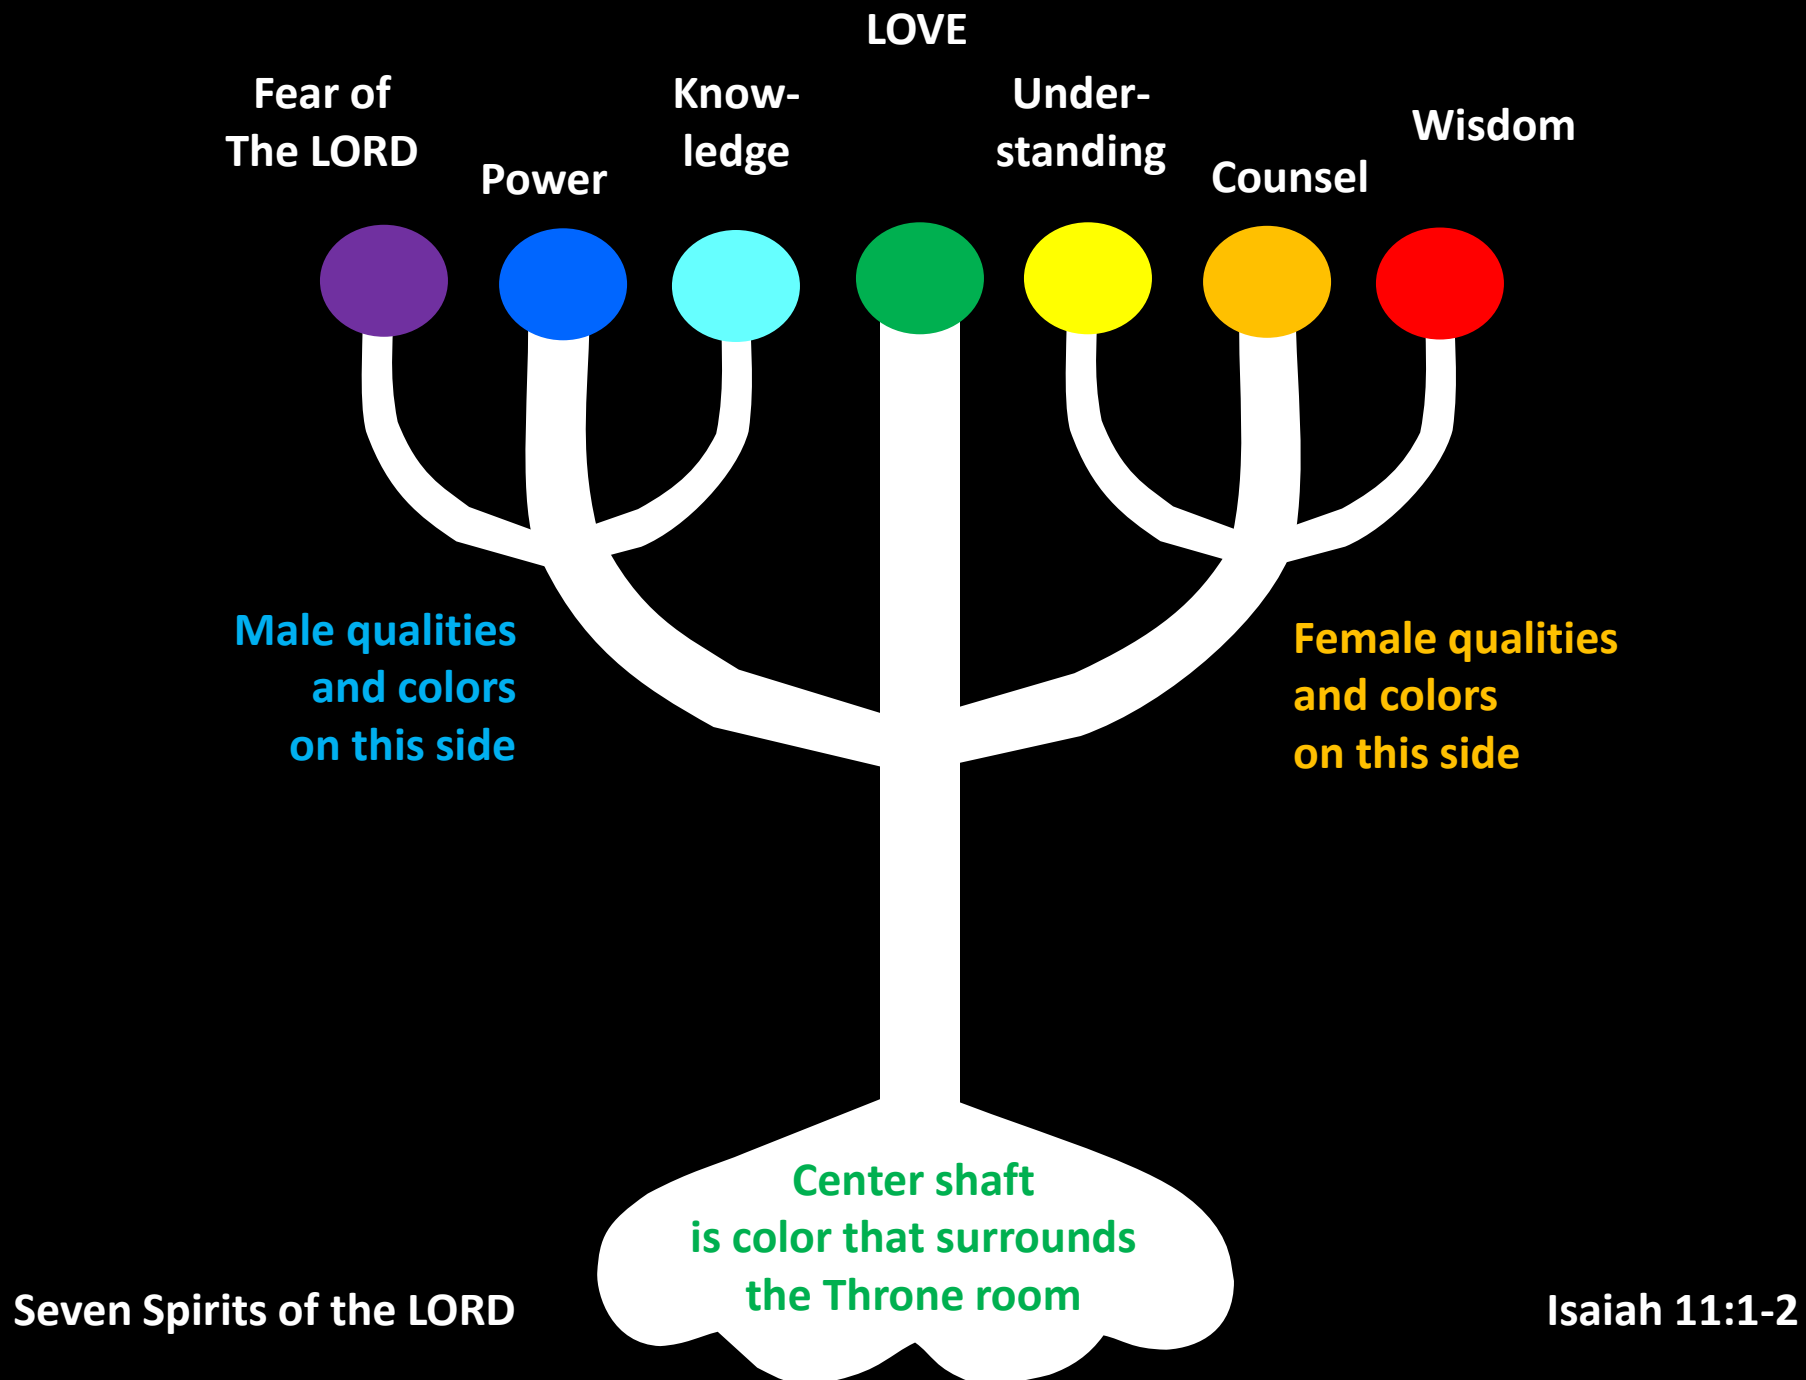 LOVE
Fear of
The LORD
Power
Know-
ledge
Under-
standing
Counsel
Wisdom
Male qualities
and colors
on this side
Female qualities
and colors
on this side
Center shaft
is color that surrounds
the Throne room
Seven Spirits of the LORD
Isaiah 11:1-2